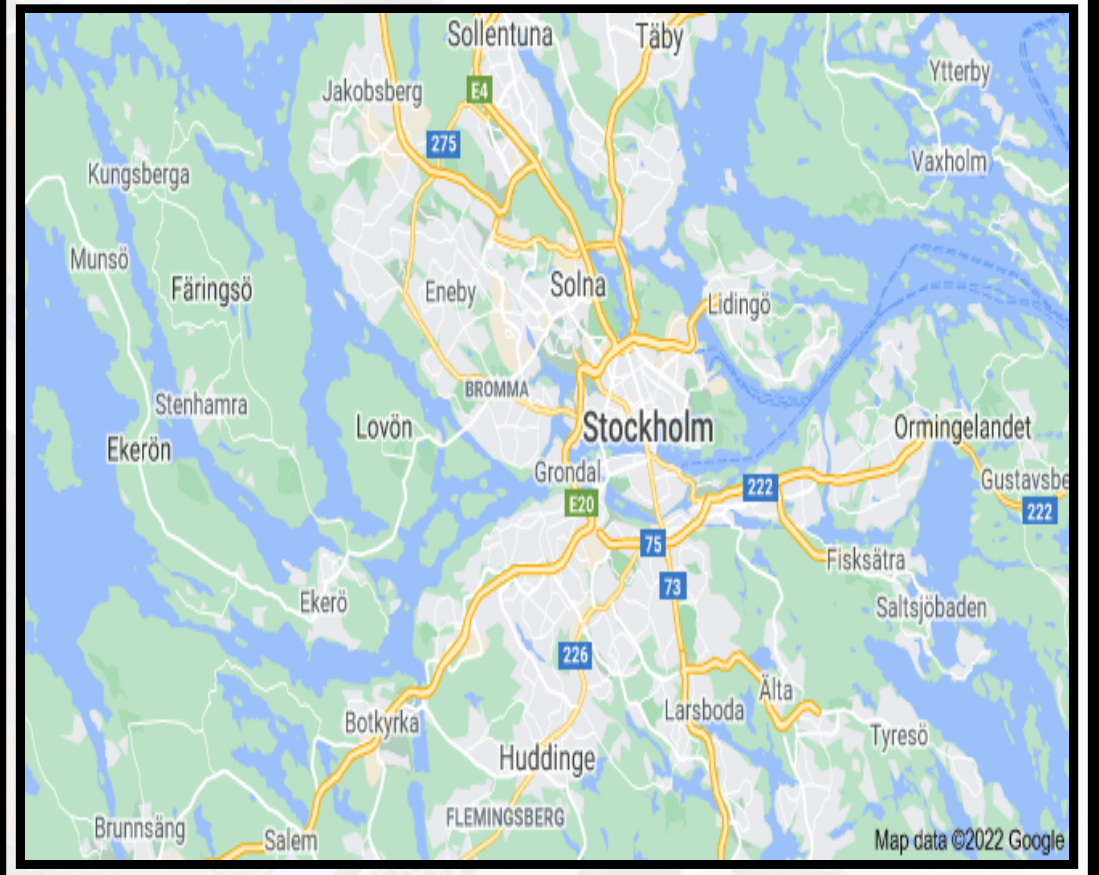 Sollentuna
Täby
Ytterby
Jakobsberg
E4
275
Vaxholm
Kungsberga
Munsö
Färingsö
Eneby
Solna
Lidingö
BROMMA
Stenhamra
Lovön
Stockholm
Ormingelandet
Ekerön
Grondal
Gustavsbe
222
E20
222
75
Fisksätra
73
Ekerö
Saltsjöbaden
226
Älta
Larsboda
Botkyrka
Tyresö
Huddinge
FLEMINGSBERG
Brunnsäng
Salem
Map data ©2022 Google